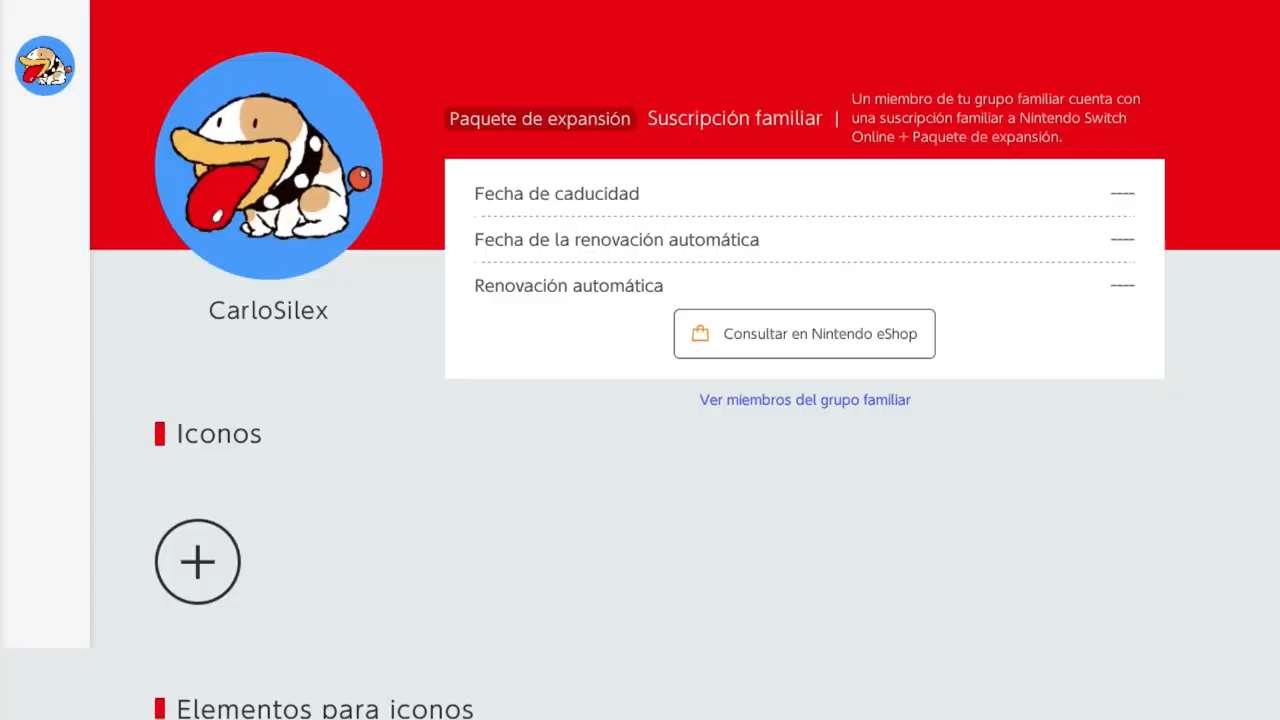 CarloSilex
Paquete de expansión Suscripción familiar |
Un miembro de tu grupo familiar cuenta con
una suscripción familiar a Nintendo Switch
Online + Paquete de expansión.
Fecha de caducidad ----
Fecha de la renovación automática ----
Renovación automática ----
Consultar en Nintendo eShop
Ver miembros del grupo familiar
Iconos
Elementos para iconos